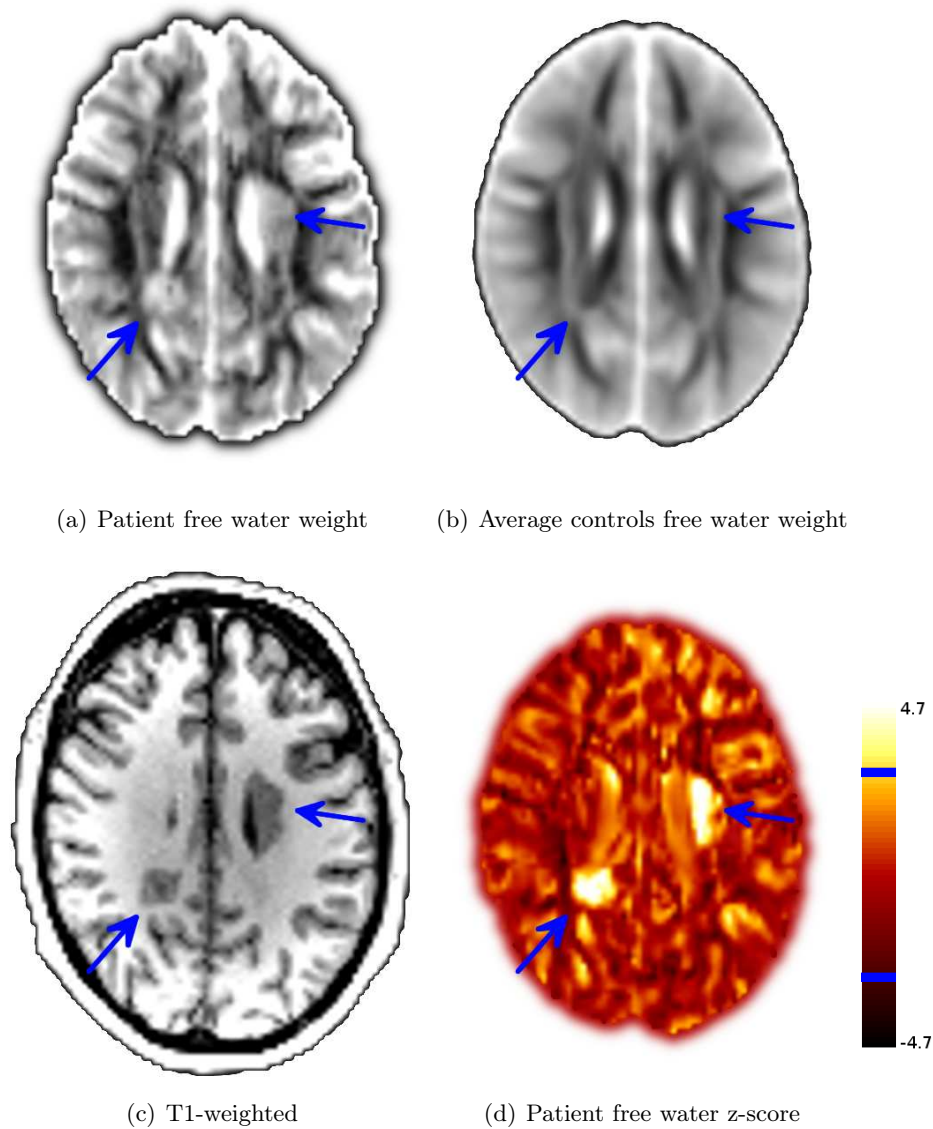 (a) Patient free water weight
(b) Average controls free water weight
4.7
-4.7
(c) T1-weighted
(d) Patient free water z-score